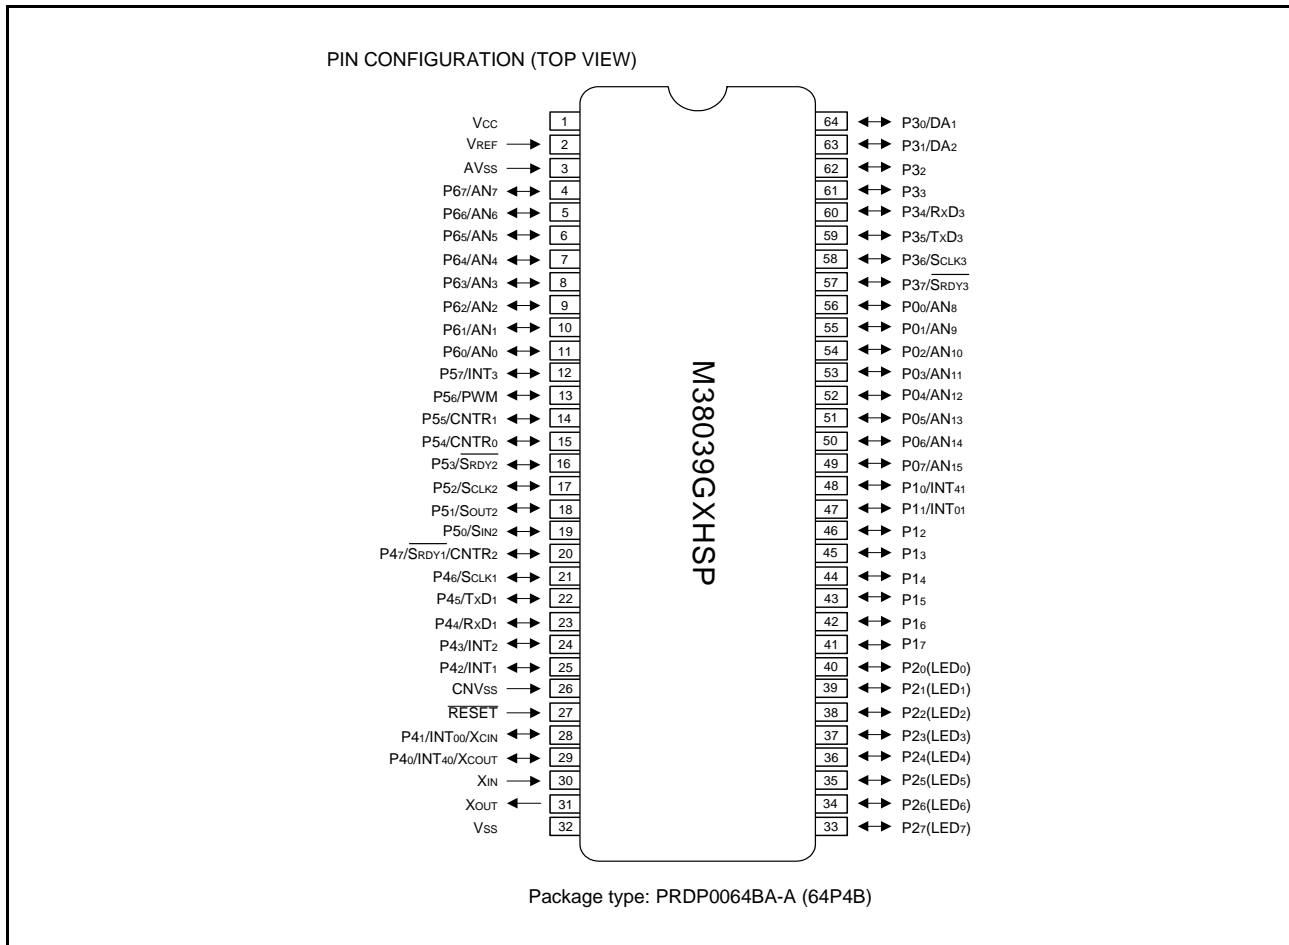 PIN CONFIGURATION (TOP VIEW)
VCC 1 64 P30/DA1
VREF 2 63 P31/DA2
AVSS 3 62 P32
P67/AN7 4 61 P33
P66/AN6 5 60 P34/RXD3
P65/AN5 6 59 P35/TXD3
P64/AN4 7 58 P36/SCLK3
P63/AN3 8 57 P37/SRDY3
P62/AN2 9 56 P00/AN8
P61/AN1 10 55 P01/AN9
P60/AN0 11 54 P02/AN10
P57/INT3 12 53 P03/AN11
P56/PWM 13 52 P04/AN12
P55/CNTR1 14 51 P05/AN13
P54/CNTR0 15 50 P06/AN14
P53/SRDY2 16 49 P07/AN15
P52/SCLK2 17 48 P10/INT41
P51/SOUT2 18 47 P11/INT01
P50/SIN2 19 46 P12
P47/SRDY1/CNTR2 20 45 P13
P46/SCLK1 21 44 P14
P45/TXD1 22 43 P15
P44/RXD1 23 42 P16
P43/INT2 24 41 P17
P42/INT1 25 40 P20(LED0)
CNVSS 26 39 P21(LED1)
RESET 27 38 P22(LED2)
P41/INT00/XCIN 28 37 P23(LED3)
P40/INT40/XCOUT 29 36 P24(LED4)
XIN 30 35 P25(LED5)
XOUT 31 34 P26(LED6)
VSS 32 33 P27(LED7)
M38039GXHSP
Package type: PRDP0064BA-A (64P4B)